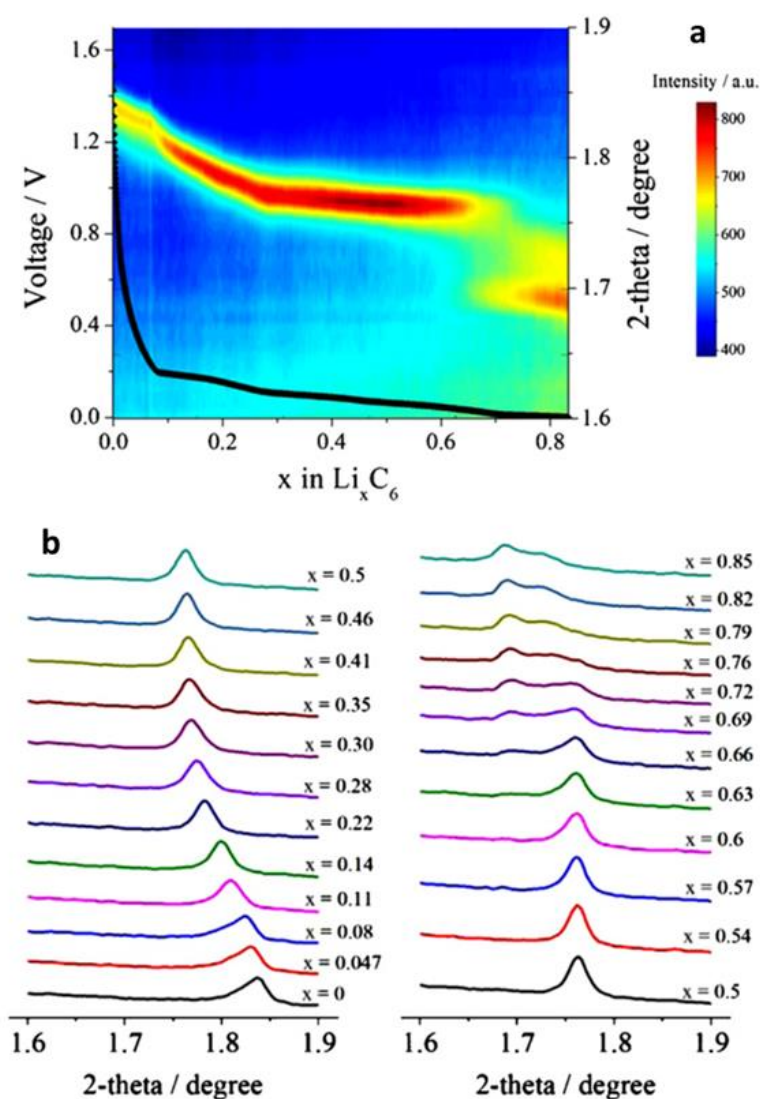 a
Intensity / a.u.
800
700
600
500
400
Voltage / V
1.6
1.2
0.8
0.4
0.0
1.9
1.8
1.7
1.6
2-theta / degree
0.0 0.2 0.4 0.6 0.8
x in LixC6
b
x = 0.5
x = 0.46
x = 0.41
x = 0.35
x = 0.30
x = 0.28
x = 0.22
x = 0.14
x = 0.11
x = 0.08
x = 0.047
x = 0
1.6 1.7 1.8 1.9
2-theta / degree
x = 0.85
x = 0.82
x = 0.79
x = 0.76
x = 0.72
x = 0.69
x = 0.66
x = 0.63
x = 0.6
x = 0.57
x = 0.54
x = 0.5
1.6 1.7 1.8 1.9
2-theta / degree